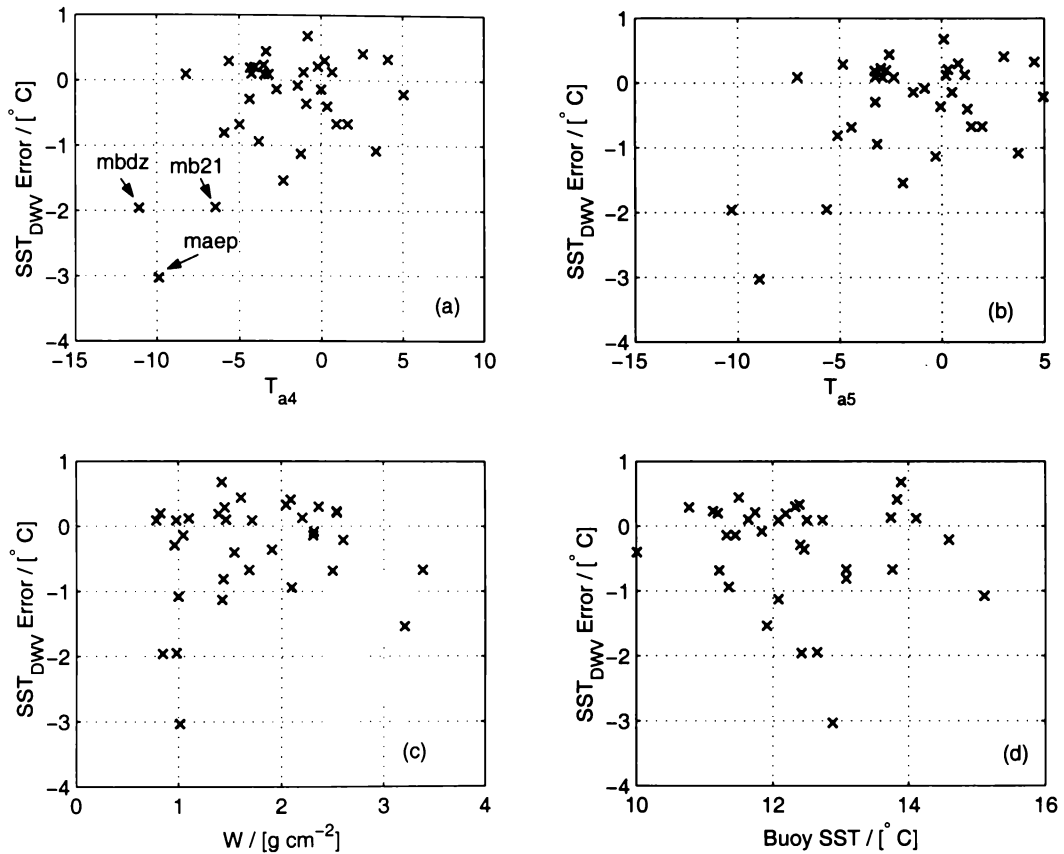 1
0
−1
−2
−3
−4
SST_DWV Error / [° C]
mbdz
mb21
maep
(a)
−15
−10
−5
0
5
10
T_a4
1
0
−1
−2
−3
−4
SST_DWV Error / [° C]
(b)
−15
−10
−5
0
5
T_a5
1
0
−1
−2
−3
−4
SST_DWV Error / [° C]
(c)
0
1
2
3
4
W / [g cm⁻²]
1
0
−1
−2
−3
−4
SST_DWV Error / [° C]
(d)
10
12
14
16
Buoy SST / [° C]